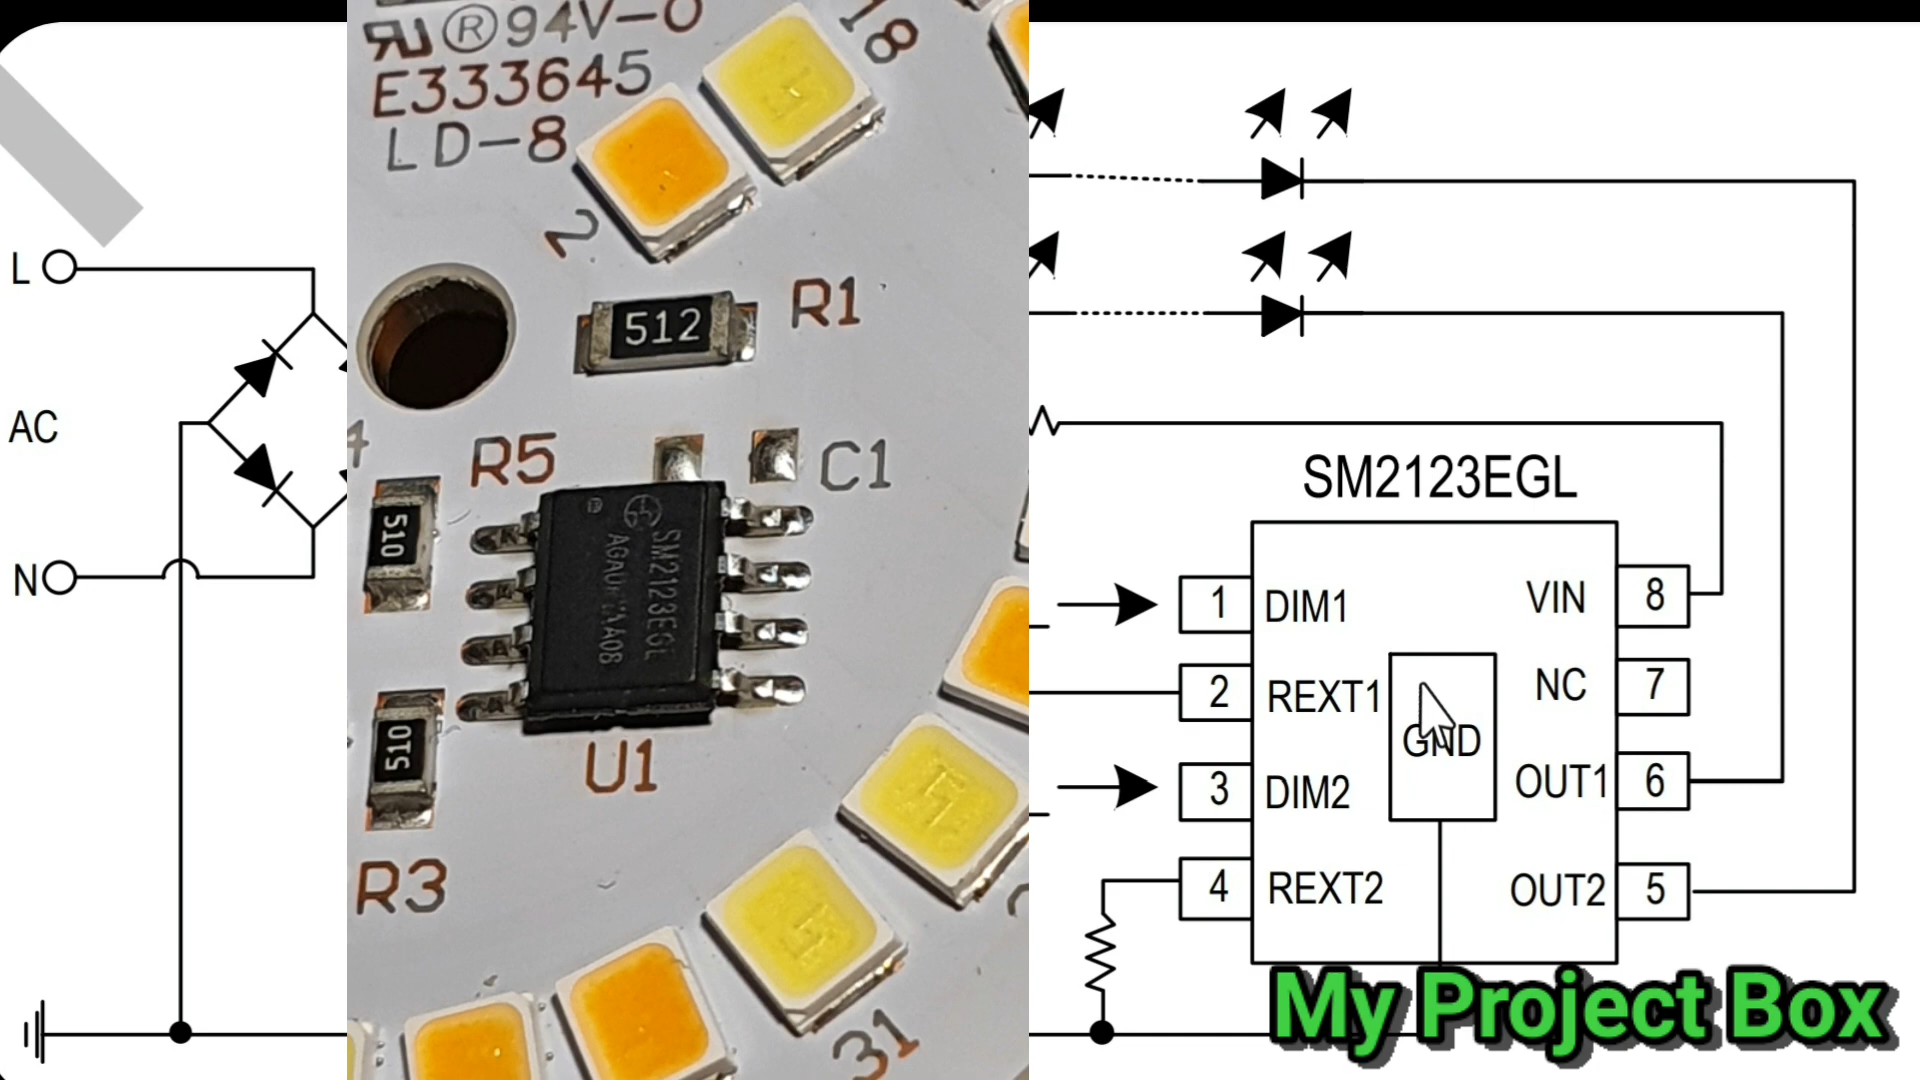 L
AC
N
® 94V-0
E333645
LD-8
18
2
R1
512
R5
C1
4
510
SM2123EGL
510
U1
R3
31
SM2123EGL
1 DIM1 VIN 8
2 REXT1 NC 7
GND
3 DIM2 OUT1 6
4 REXT2 OUT2 5
My Project Box